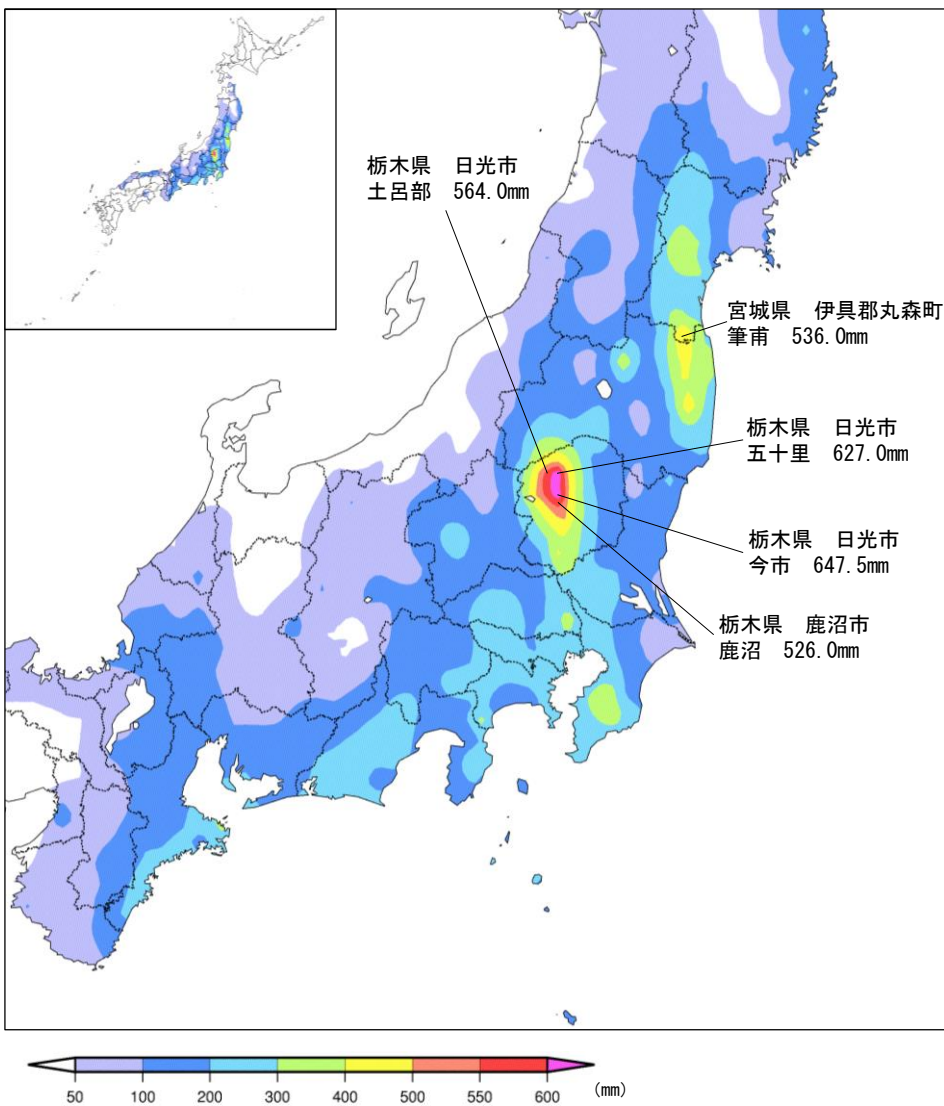 栃木県　日光市
土呂部　564.0mm
宮城県　伊具郡丸森町
筆甫　536.0mm
栃木県　日光市
五十里　627.0mm
栃木県　日光市
今市　647.5mm
栃木県　鹿沼市
鹿沼　526.0mm
50 100 200 300 400 500 550 600 (mm)